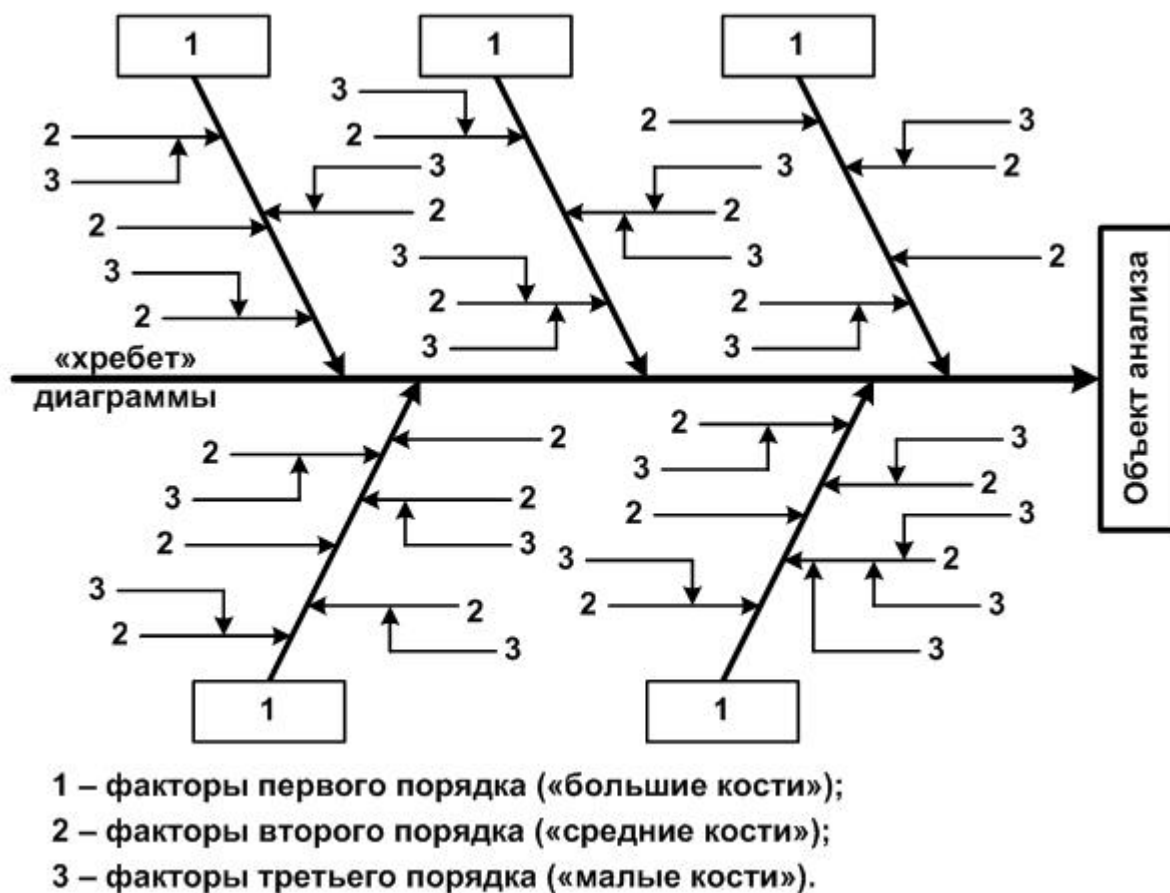 1 1 1
3
2 2 2 3
3 3 3 2
2 2 2
3 3 3 2
2 2 2
3 3
«хребет»
диаграммы
Объект анализа
2 2
2 3 3
3 2 3 2
2 3 2 3
3 3 2
2 2 2 3
3 3
1 1
1 – факторы первого порядка («большие кости»);
2 – факторы второго порядка («средние кости»);
3 – факторы третьего порядка («малые кости»).